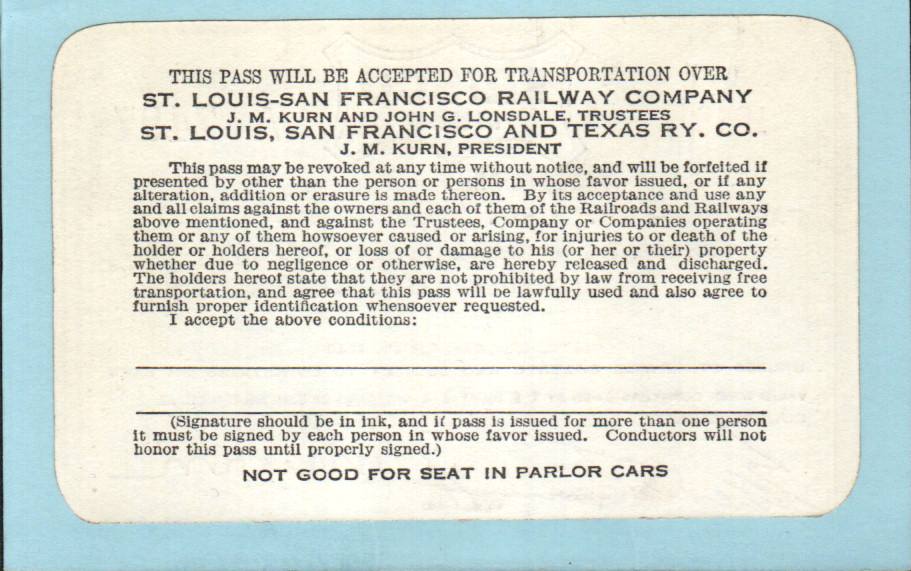 THIS PASS WILL BE ACCEPTED FOR TRANSPORTATION OVER
ST. LOUIS-SAN FRANCISCO RAILWAY COMPANY
J. M. KURN AND JOHN G. LONSDALE, TRUSTEES
ST. LOUIS, SAN FRANCISCO AND TEXAS RY. CO.
J. M. KURN, PRESIDENT
This pass may be revoked at any time without notice, and will be forfeited if
presented by other than the person or persons in whose favor issued, or if any
alteration, addition or erasure is made thereon. By its acceptance and use any
and all claims against the owners and each of them of the Railroads and Railways
above mentioned, and against the Trustees, Company or Companies operating
them or any of them howsoever caused or arising, for injuries to or death of the
holder or holders hereof, or loss of or damage to his (or her or their) property
whether due to negligence or otherwise, are hereby released and discharged.
The holders hereof state that they are not prohibited by law from receiving free
transportation, and agree that this pass will be lawfully used and also agree to
furnish proper identification whensoever requested.
I accept the above conditions:
(Signature should be in ink, and if pass is issued for more than one person
it must be signed by each person in whose favor issued. Conductors will not
honor this pass until properly signed.)
NOT GOOD FOR SEAT IN PARLOR CARS